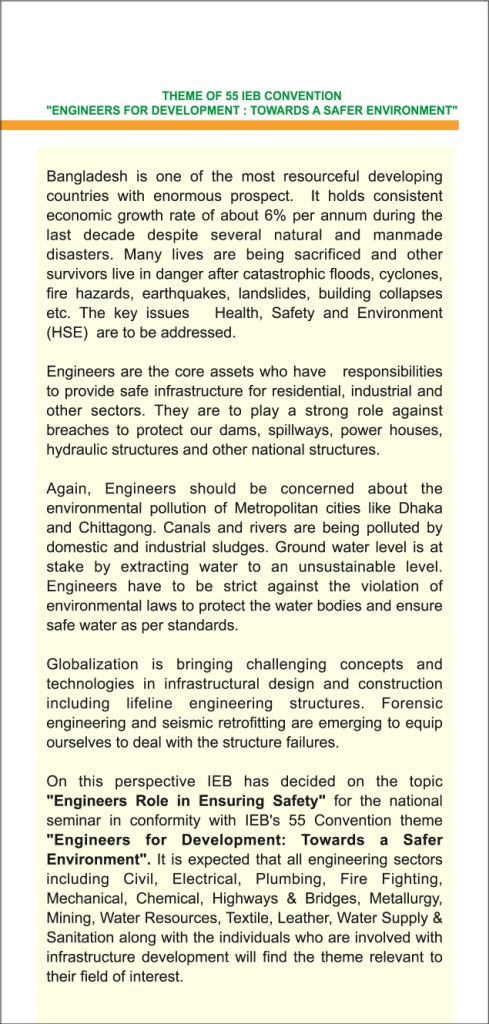 THEME OF 55 IEB CONVENTION
"ENGINEERS FOR DEVELOPMENT : TOWARDS A SAFER ENVIRONMENT"
Bangladesh is one of the most resourceful developing
countries with enormous prospect. It holds consistent
economic growth rate of about 6% per annum during the
last decade despite several natural and manmade
disasters. Many lives are being sacrificed and other
survivors live in danger after catastrophic floods, cyclones,
fire hazards, earthquakes, landslides, building collapses
etc. The key issues Health, Safety and Environment
(HSE) are to be addressed.
Engineers are the core assets who have responsibilities
to provide safe infrastructure for residential, industrial and
other sectors. They are to play a strong role against
breaches to protect our dams, spillways, power houses,
hydraulic structures and other national structures.
Again, Engineers should be concerned about the
environmental pollution of Metropolitan cities like Dhaka
and Chittagong. Canals and rivers are being polluted by
domestic and industrial sludges. Ground water level is at
stake by extracting water to an unsustainable level.
Engineers have to be strict against the violation of
environmental laws to protect the water bodies and ensure
safe water as per standards.
Globalization is bringing challenging concepts and
technologies in infrastructural design and construction
including lifeline engineering structures. Forensic
engineering and seismic retrofitting are emerging to equip
ourselves to deal with the structure failures.
On this perspective IEB has decided on the topic
"Engineers Role in Ensuring Safety" for the national
seminar in conformity with IEB's 55 Convention theme
"Engineers for Development: Towards a Safer
Environment". It is expected that all engineering sectors
including Civil, Electrical, Plumbing, Fire Fighting,
Mechanical, Chemical, Highways & Bridges, Metallurgy,
Mining, Water Resources, Textile, Leather, Water Supply &
Sanitation along with the individuals who are involved with
infrastructure development will find the theme relevant to
their field of interest.